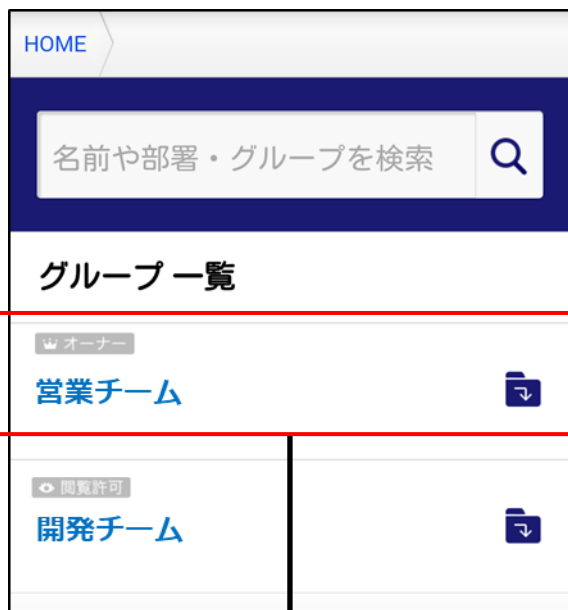 HOME
名前や部署・グループを検索
グループ 一覧
オーナー
営業チーム
閲覧許可
開発チーム